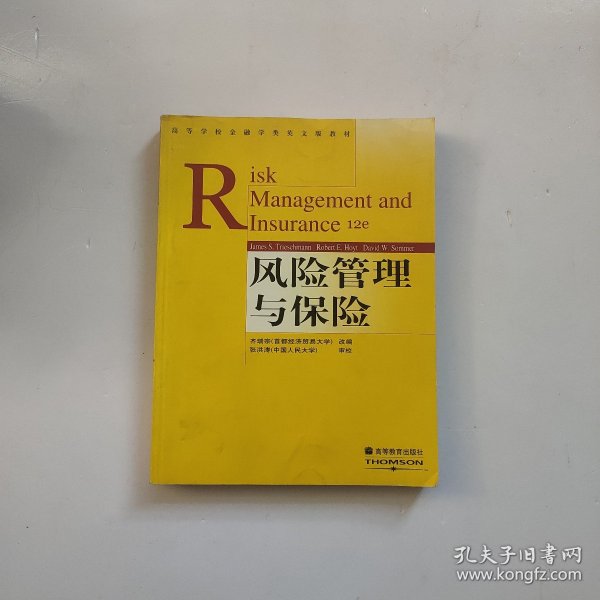 高等学校金融学类英文版教材
Risk
Management and
Insurance 12e
James S. Trieschmann Robert E. Hoyt David W. Sommer
风险管理
与保险
齐瑞宗(首都经济贸易大学) 改编
张洪涛(中国人民大学) 审校
高等教育出版社
THOMSON
孔夫子旧书网
www.kongfz.com